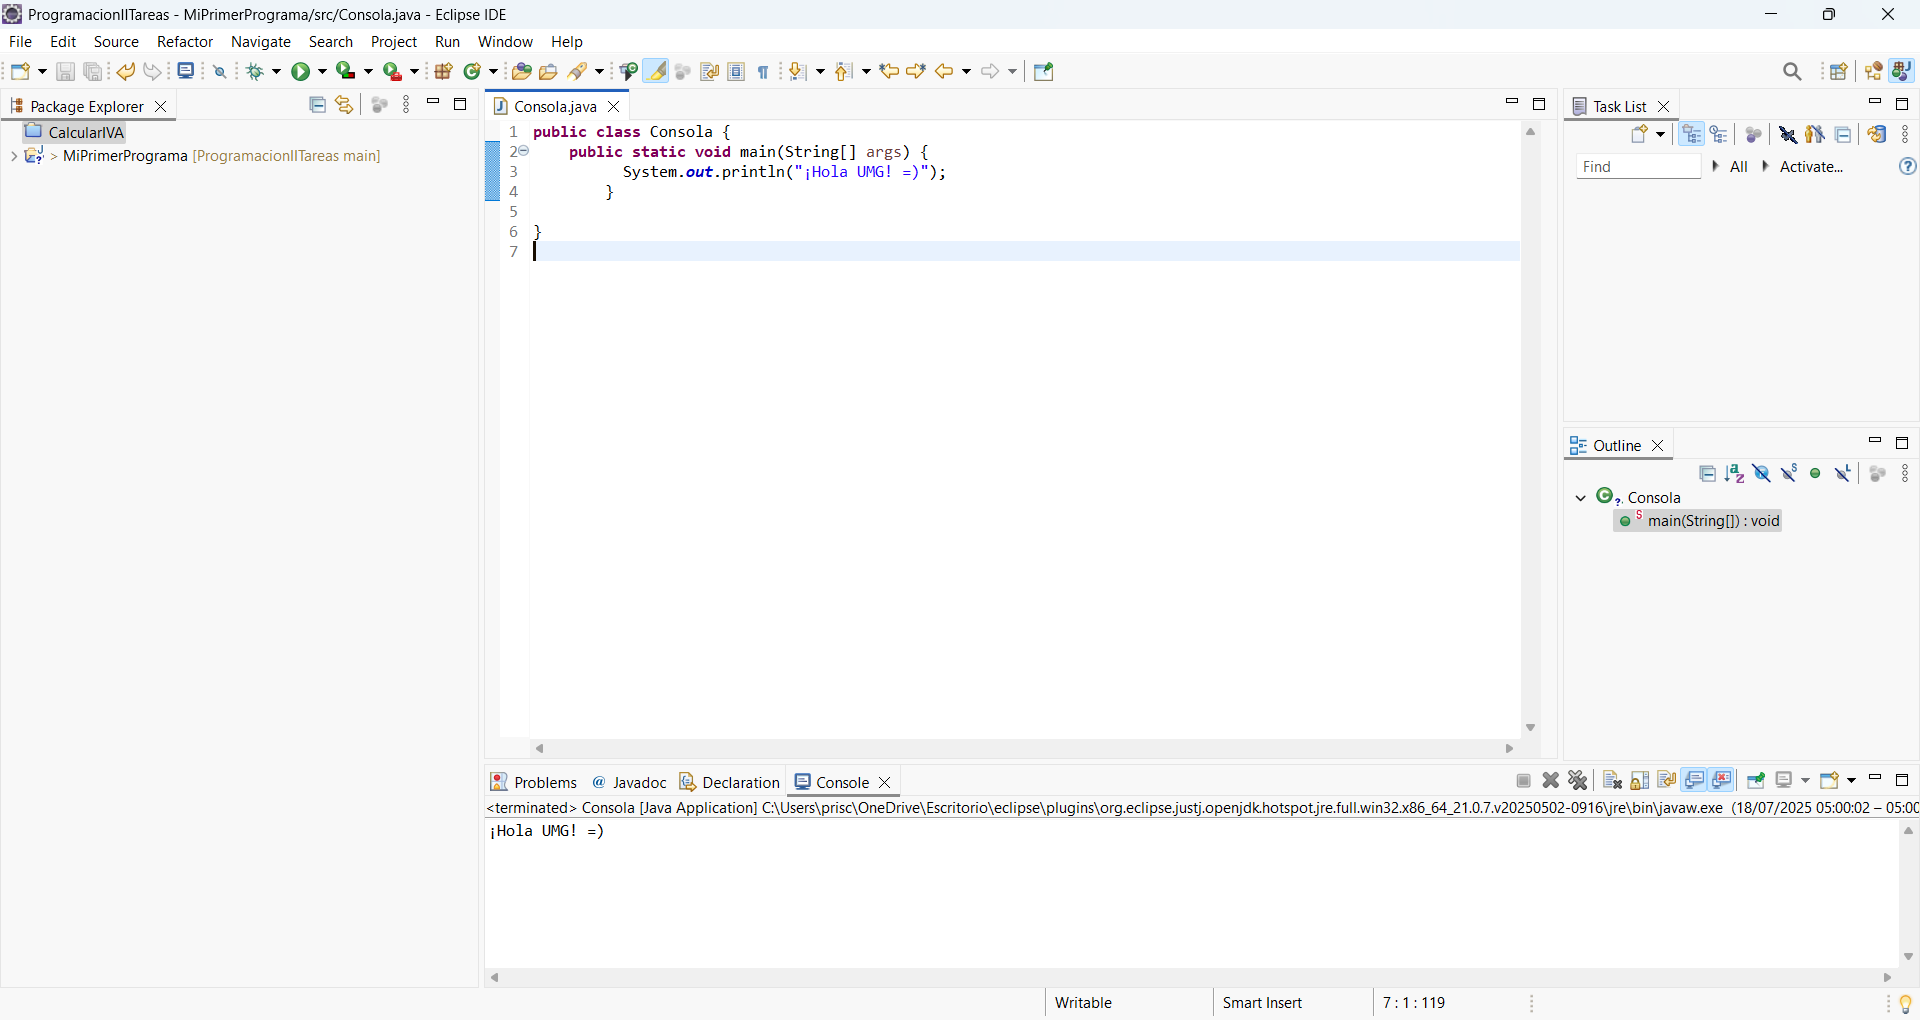 ProgramacionIITareas - MiPrimerPrograma/src/Consola.java - Eclipse IDE
File Edit Source Refactor Navigate Search Project Run Window Help
Package Explorer
CalcularIVA
> MiPrimerPrograma [ProgramacionIITareas main]
Consola.java
1 public class Consola {
2 public static void main(String[] args) {
3 System.out.println("¡Hola UMG! =)");
4 }
5
6 }
7
Task List
Find All Activate...
Outline
Consola
main(String[]) : void
Problems @ Javadoc Declaration Console
<terminated> Consola [Java Application] C:\Users\prisc\OneDrive\Escritorio\eclipse\plugins\org.eclipse.justj.openjdk.hotspot.jre.full.win32.x86_64_21.0.7.v20250502-0916\jre\bin\javaw.exe (18/07/2025 05:00:02 – 05:00
¡Hola UMG! =)
Writable Smart Insert 7 : 1 : 119